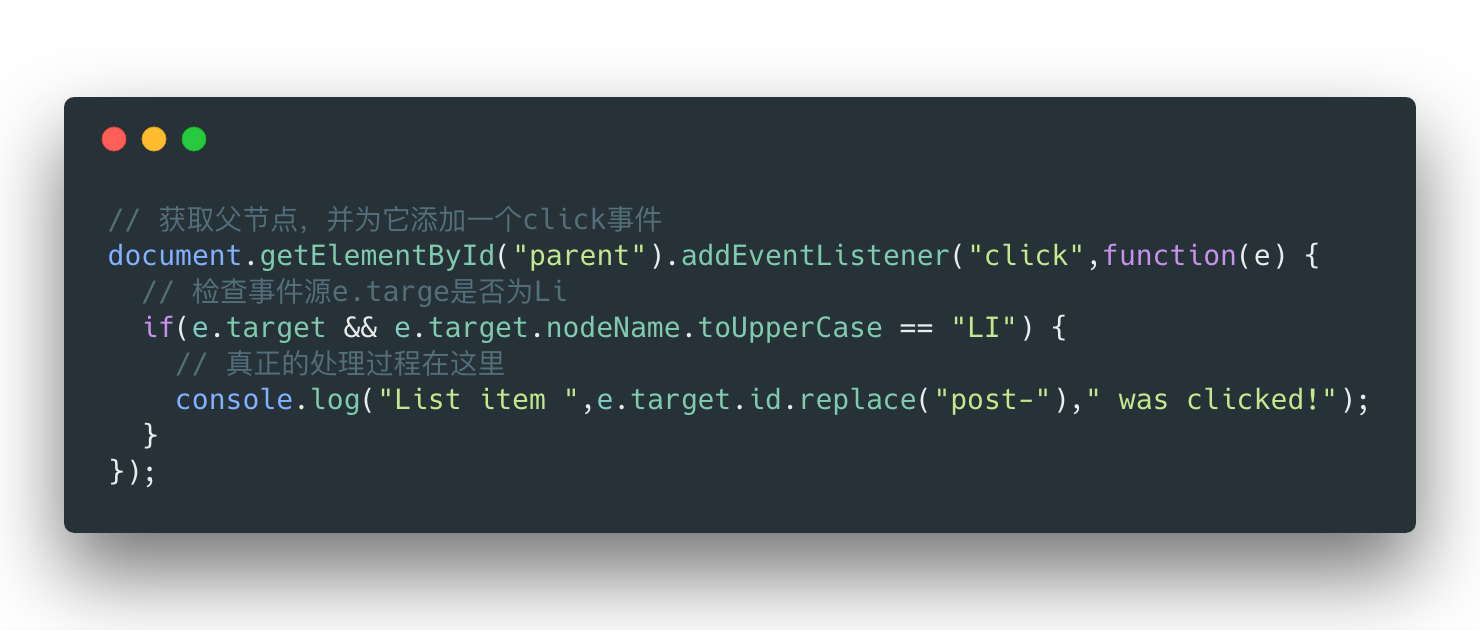 // 获取父节点，并为它添加一个click事件
document.getElementById("parent").addEventListener("click",function(e) {
// 检查事件源e.targe是否为Li
if(e.target && e.target.nodeName.toUpperCase == "LI") {
// 真正的处理过程在这里
console.log("List item ",e.target.id.replace("post-")," was clicked!");
}
});